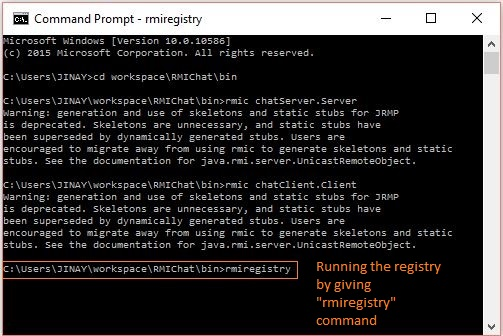 Command Prompt - rmiregistry
Microsoft Windows [Version 10.0.10586]
(c) 2015 Microsoft Corporation. All rights reserved.
C:\Users\JINAY>cd workspace\RMIChat\bin
C:\Users\JINAY\workspace\RMIChat\bin>rmic chatServer.Server
Warning: generation and use of skeletons and static stubs for JRMP
is deprecated. Skeletons are unnecessary, and static stubs have
been superseded by dynamically generated stubs. Users are
encouraged to migrate away from using rmic to generate skeletons and static
stubs. See the documentation for java.rmi.server.UnicastRemoteObject.
C:\Users\JINAY\workspace\RMIChat\bin>rmic chatClient.Client
Warning: generation and use of skeletons and static stubs for JRMP
is deprecated. Skeletons are unnecessary, and static stubs have
been superseded by dynamically generated stubs. Users are
encouraged to migrate away from using rmic to generate skeletons and static
stubs. See the documentation for java.rmi.server.UnicastRemoteObject.
C:\Users\JINAY\workspace\RMIChat\bin>rmiregistry
Running the registry
by giving
"rmiregistry"
command